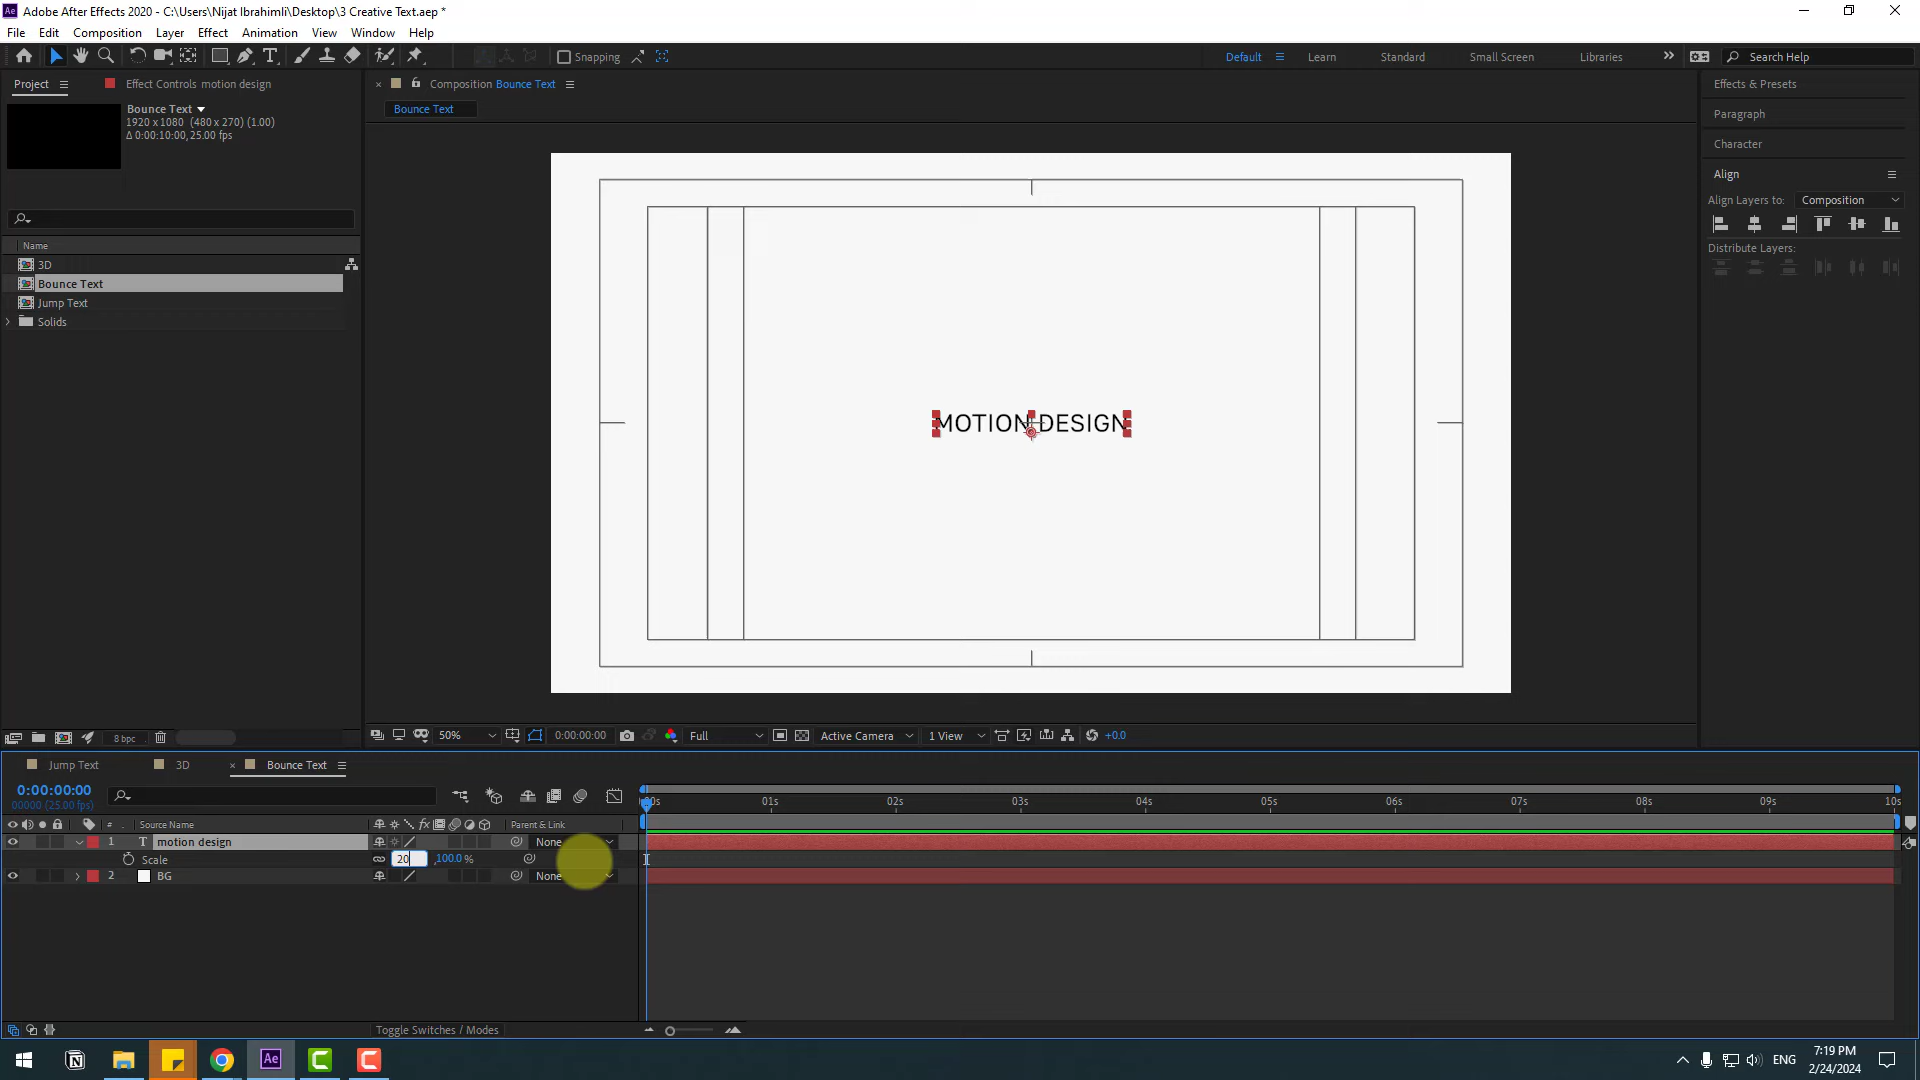 Adobe After Effects 2020 - C:\Users\Nijat Ibrahimli\Desktop\3 Creative Text.aep *
File Edit Composition Layer Effect Animation View Window Help
Snapping Default Learn Standard Small Screen Libraries Search Help
Project Effect Controls motion design
Composition Bounce Text
Bounce Text
Bounce Text
1920 x 1080 (480 x 270) (1.00)
Δ 0:00:10:00, 25.00 fps
Name
3D
Bounce Text
Jump Text
Solids
8 bpc
MOTION DESIGN
50% 0:00:00:00 Full Active Camera 1 View +0.0
Effects & Presets
Paragraph
Character
Align
Align Layers to: Composition
Distribute Layers:
Jump Text 3D Bounce Text
0:00:00:00
00000 (25.00 fps)
:00s 01s 02s 03s 04s 05s 06s 07s 08s 09s 10s
# Source Name fx Parent & Link
1 T motion design None
Scale 20 ,100.0 %
2 BG None
Toggle Switches / Modes
Ae
ENG
7:19 PM
2/24/2024